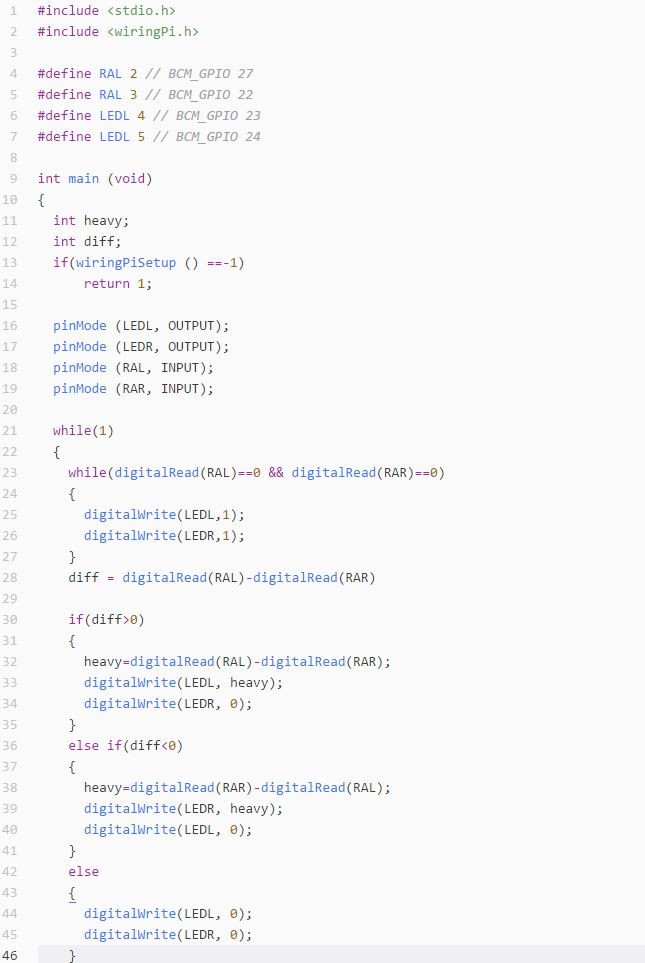 1 #include <stdio.h>
2 #include <wiringPi.h>
3
4 #define RAL 2 // BCM_GPIO 27
5 #define RAL 3 // BCM_GPIO 22
6 #define LEDL 4 // BCM_GPIO 23
7 #define LEDL 5 // BCM_GPIO 24
8
9 int main (void)
10 {
11   int heavy;
12   int diff;
13   if(wiringPiSetup () ==-1)
14       return 1;
15
16   pinMode (LEDL, OUTPUT);
17   pinMode (LEDR, OUTPUT);
18   pinMode (RAL, INPUT);
19   pinMode (RAR, INPUT);
20
21   while(1)
22   {
23     while(digitalRead(RAL)==0 && digitalRead(RAR)==0)
24     {
25       digitalWrite(LEDL,1);
26       digitalWrite(LEDR,1);
27     }
28     diff = digitalRead(RAL)-digitalRead(RAR)
29
30     if(diff>0)
31     {
32       heavy=digitalRead(RAL)-digitalRead(RAR);
33       digitalWrite(LEDL, heavy);
34       digitalWrite(LEDR, 0);
35     }
36     else if(diff<0)
37     {
38       heavy=digitalRead(RAR)-digitalRead(RAL);
39       digitalWrite(LEDR, heavy);
40       digitalWrite(LEDL, 0);
41     }
42     else
43     {
44       digitalWrite(LEDL, 0);
45       digitalWrite(LEDR, 0);
46     }